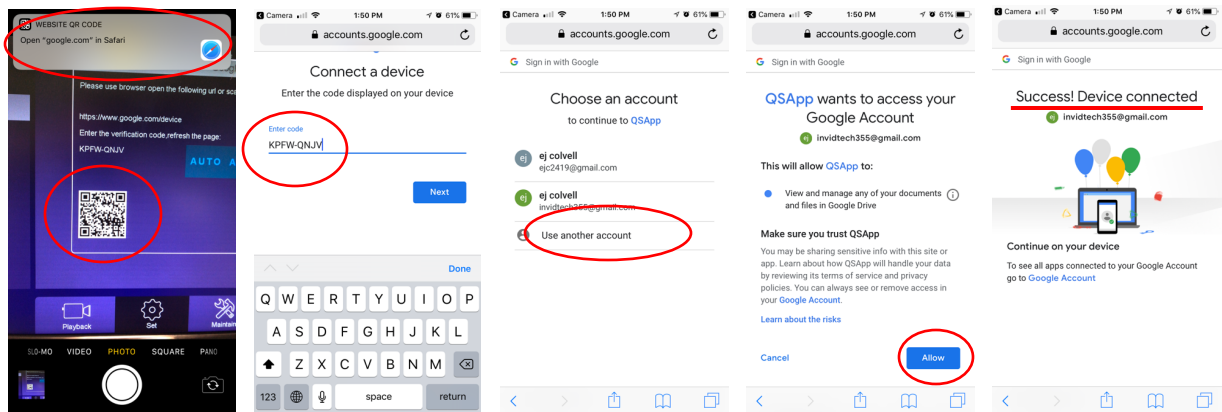 WEBSITE QR CODE
Open "google.com" in Safari
Please use browser open the following url or sca
https://www.google.com/device
Enter the verification code,refresh the page:
KPFW-QNJV
AUTO A
Playback
Set
Maintain
SLO-MO VIDEO PHOTO SQUARE PANO
Camera 1:50 PM 61%
accounts.google.com
Connect a device
Enter the code displayed on your device
Enter code
KPFW-QNJV
Next
Done
Q W E R T Y U I O P
A S D F G H J K L
Z X C V B N M
123 space return
Camera 1:50 PM 61%
accounts.google.com
G Sign in with Google
Choose an account
to continue to QSApp
ej
ej colvell
ejc2419@gmail.com
ej
ej colvell
invidtech355@gmail.com
Use another account
Camera 1:50 PM 61%
accounts.google.com
G Sign in with Google
QSApp wants to access your
Google Account
ej invidtech355@gmail.com
This will allow QSApp to:
View and manage any of your documents
and files in Google Drive
Make sure you trust QSApp
You may be sharing sensitive info with this site or
app. Learn about how QSApp will handle your data
by reviewing its terms of service and privacy
policies. You can always see or remove access in
your Google Account.
Learn about the risks
Cancel
Allow
Camera 1:50 PM 61%
accounts.google.com
G Sign in with Google
Success! Device connected
ej invidtech355@gmail.com
Continue on your device
To see all apps connected to your Google Account
go to Google Account